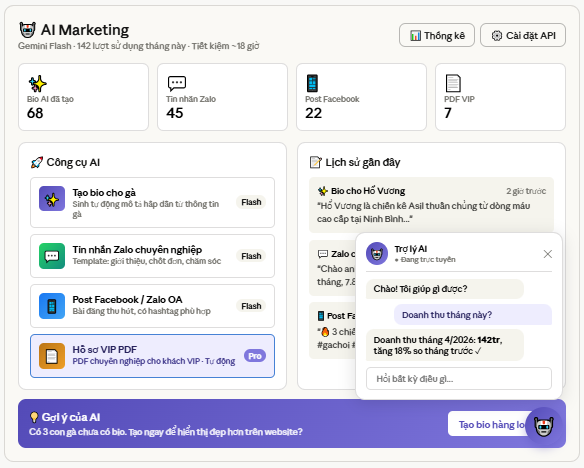 AI Marketing
Gemini Flash · 142 lượt sử dụng tháng này · Tiết kiệm ~18 giờ
Thống kê
Cài đặt API
Bio AI đã tạo
68
Tin nhắn Zalo
45
Post Facebook
22
PDF VIP
7
Công cụ AI
Tạo bio cho gà
Sinh tự động mô tả hấp dẫn từ thông tin
gà
Flash
Tin nhắn Zalo chuyên nghiệp
Template: giới thiệu, chốt đơn, chăm sóc
Flash
Post Facebook / Zalo OA
Bài đăng thu hút, có hashtag phù hợp
Flash
Hồ sơ VIP PDF
PDF chuyên nghiệp cho khách VIP · Tự động
Pro
Lịch sử gần đây
Bio cho Hổ Vương
2 giờ trước
"Hổ Vương là chiến kê Asil thuần chủng từ dòng máu
cao cấp tại Ninh Bình..."
Zalo c
"Chào an
tháng, 7.8
Post Fa
"🔥 3 chiế
#gachoi #
Trợ lý AI
• Đang trực tuyến
Chào! Tôi giúp gì được?
Doanh thu tháng này?
Doanh thu tháng 4/2026: 142tr,
tăng 18% so tháng trước ✓
Hỏi bất kỳ điều gì...
Gợi ý của AI
Có 3 con gà chưa có bio. Tạo ngay để hiển thị đẹp hơn trên website?
Tạo bio hàng lo